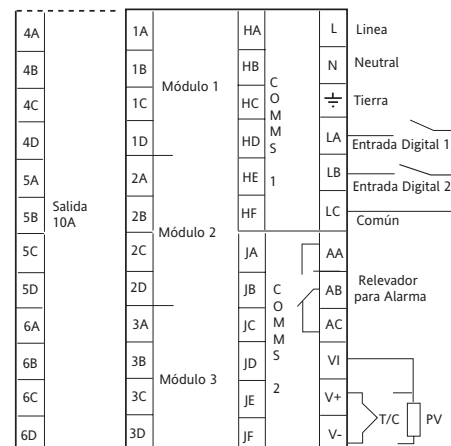 4A
4B
4C
4D
5A
5B
5C
5D
6A
6B
6C
6D
Salida
10A
1A
1B
1C
1D
2A
2B
2C
2D
3A
3B
3C
3D
Módulo 1
Módulo 2
Módulo 3
HA
HB
HC
HD
HE
HF
JA
JB
JC
JD
JE
JF
COMMS 1
COMMS 2
L
N
LA
LB
LC
AA
AB
AC
VI
V+
V-
Linea
Neutral
Tierra
Entrada Digital 1
Entrada Digital 2
Común
Relevador
para Alarma
T/C
PV